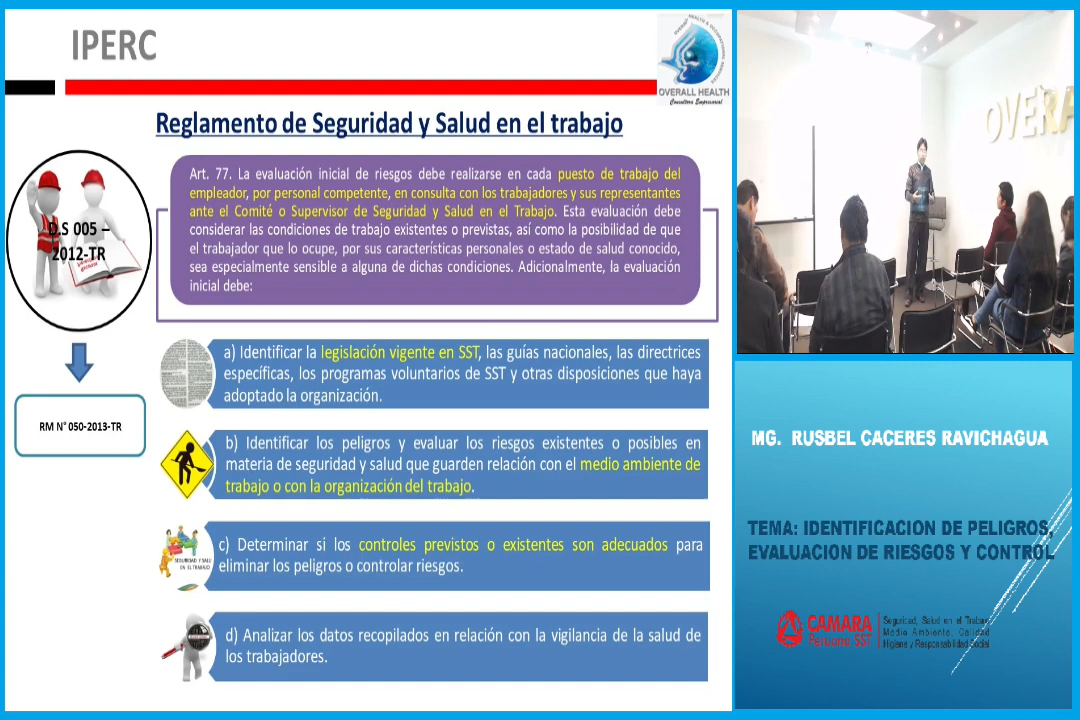 IPERC
OVERALL HEALTH
Consultora Empresarial
Reglamento de Seguridad y Salud en el trabajo
D.S 005 –
2012-TR
RM N° 050-2013-TR
Art. 77. La evaluación inicial de riesgos debe realizarse en cada puesto de trabajo del
empleador, por personal competente, en consulta con los trabajadores y sus representantes
ante el Comité o Supervisor de Seguridad y Salud en el Trabajo. Esta evaluación debe
considerar las condiciones de trabajo existentes o previstas, así como la posibilidad de que
el trabajador que lo ocupe, por sus características personales o estado de salud conocido,
sea especialmente sensible a alguna de dichas condiciones. Adicionalmente, la evaluación
inicial debe:
a) Identificar la legislación vigente en SST, las guías nacionales, las directrices
específicas, los programas voluntarios de SST y otras disposiciones que haya
adoptado la organización.
b) Identificar los peligros y evaluar los riesgos existentes o posibles en
materia de seguridad y salud que guarden relación con el medio ambiente de
trabajo o con la organización del trabajo.
SEGURIDAD Y SALU
EN EL TRABAJO
c) Determinar si los controles previstos o existentes son adecuados para
eliminar los peligros o controlar riesgos.
d) Analizar los datos recopilados en relación con la vigilancia de la salud de
los trabajadores.
OVERA
MG. RUSBEL CACERES RAVICHAGUA
TEMA: IDENTIFICACION DE PELIGROS,
EVALUACION DE RIESGOS Y CONTROL
CAMARA
Peruana SST
Seguridad, Salud en el Trabajo
Medio Ambiente, Calidad
Higiene y Responsabilidad Social